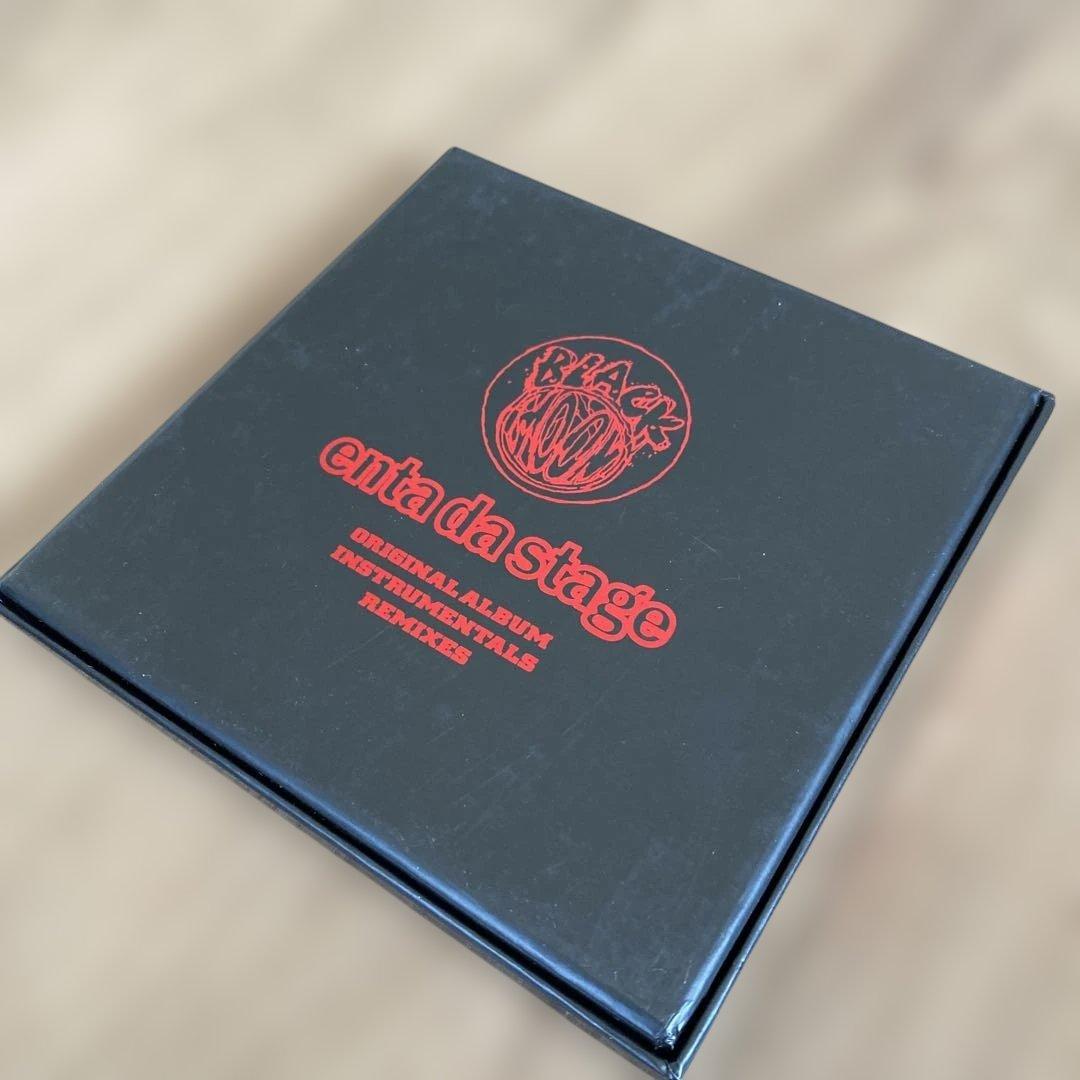 BLACK
MOON
enta da stage
ORIGINAL ALBUM
INSTRUMENTALS
REMIXES